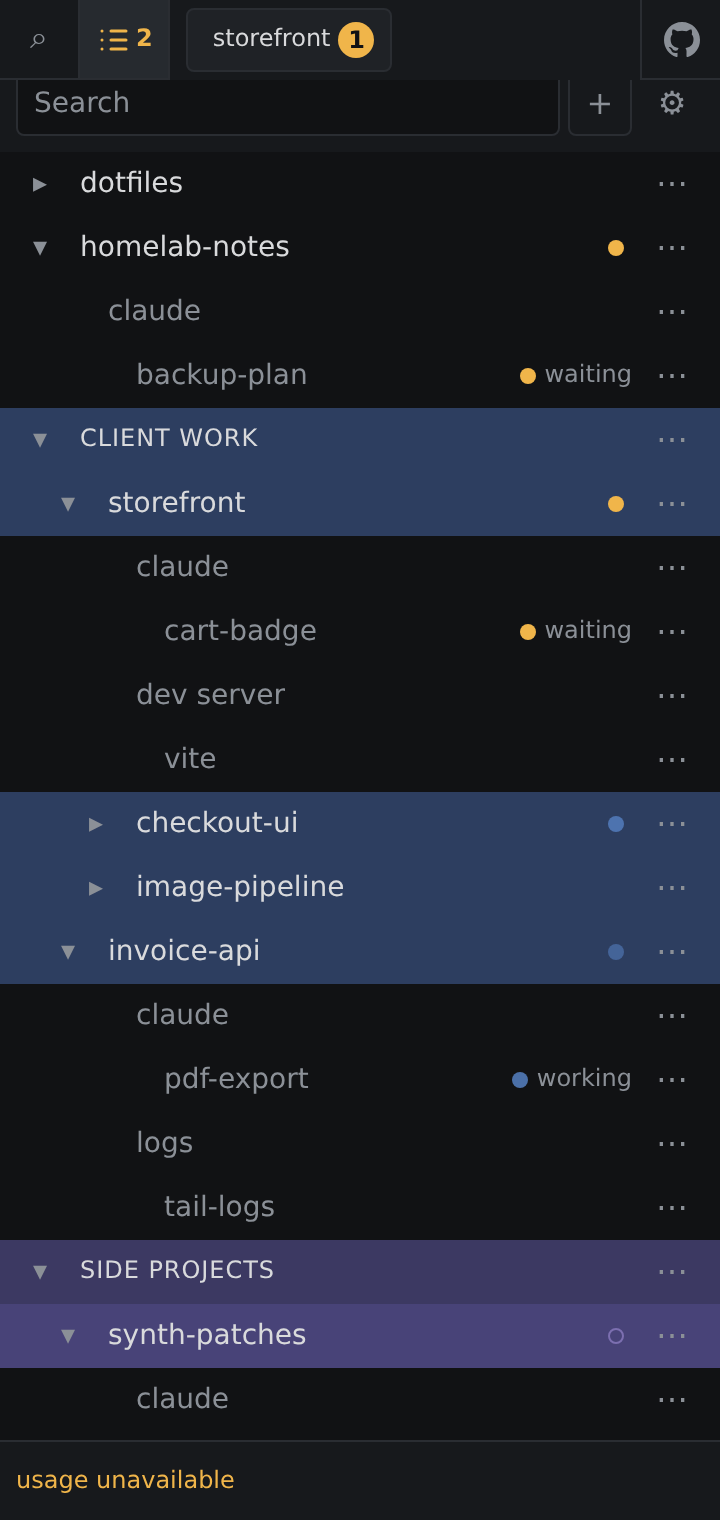 2
storefront 1
Search
+
dotfiles ...
homelab-notes ...
claude ...
backup-plan waiting ...
CLIENT WORK ...
storefront ...
claude ...
cart-badge waiting ...
dev server ...
vite ...
checkout-ui ...
image-pipeline ...
invoice-api ...
claude ...
pdf-export working ...
logs ...
tail-logs ...
SIDE PROJECTS ...
synth-patches ...
claude ...
usage unavailable